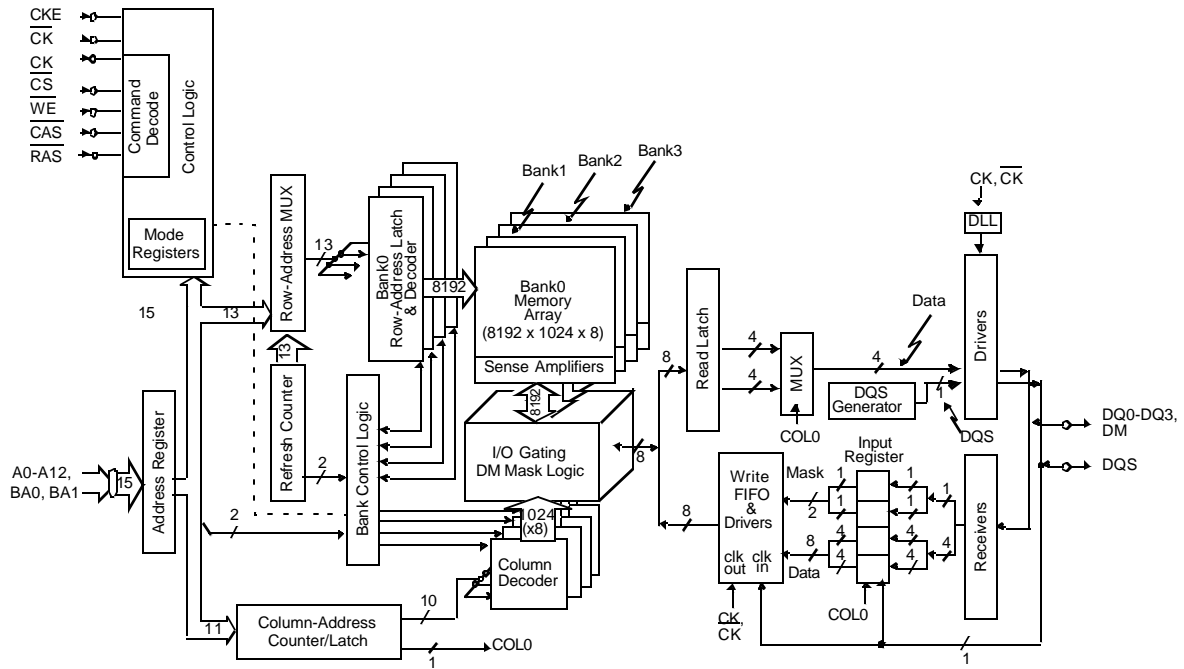 CKE
CK
CK
CS
WE
CAS
RAS
Command
Decode
Control Logic
Mode
Registers
15
13
Row-Address MUX
13
Refresh Counter
13
Bank0
Row-Address Latch
& Decoder
8192
Bank1
Bank2
Bank3
Bank0
Memory
Array
(8192 x 1024 x 8)
Sense Amplifiers
8192
I/O Gating
DM Mask Logic
2
Bank Control Logic
A0-A12,
BA0, BA1
15
Address Register
2
1024
(x8)
Column
Decoder
11
Column-Address
Counter/Latch
10
1
COL0
8
8
8
Read Latch
4
4
MUX
COL0
4
Data
DQS
Generator
1
DQS
CK, CK
DLL
Drivers
DQ0-DQ3,
DM
DQS
Input
Register
Write
FIFO
&
Drivers
clk
out
clk
in
Mask
1
1
2
8
4
4
Data
1
1
4
4
1
4
Receivers
CK,
CK
COL0
1